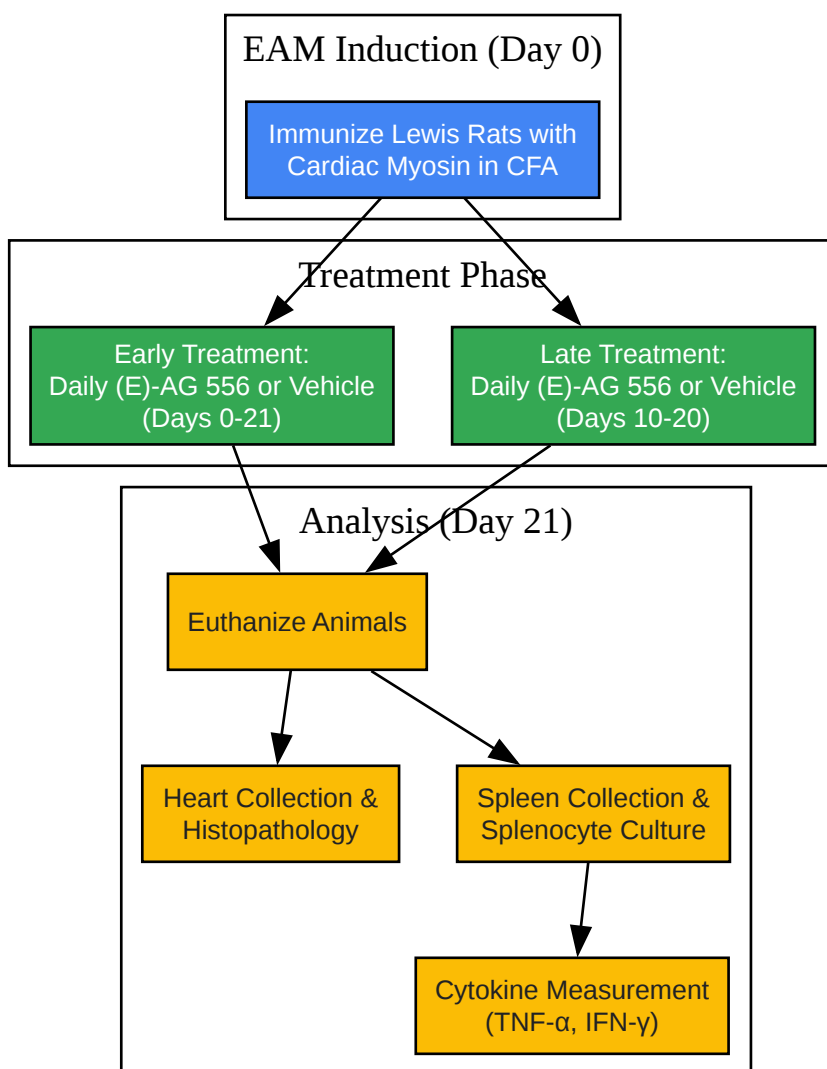 EAM Induction (Day 0)
Immunize Lewis Rats with
Cardiac Myosin in CFA
Treatment Phase
Early Treatment:
Daily (E)-AG 556 or Vehicle
(Days 0-21)
Late Treatment:
Daily (E)-AG 556 or Vehicle
(Days 10-20)
Analysis (Day 21)
Euthanize Animals
Heart Collection &
Histopathology
Spleen Collection &
Splenocyte Culture
Cytokine Measurement
(TNF-α, IFN-γ)